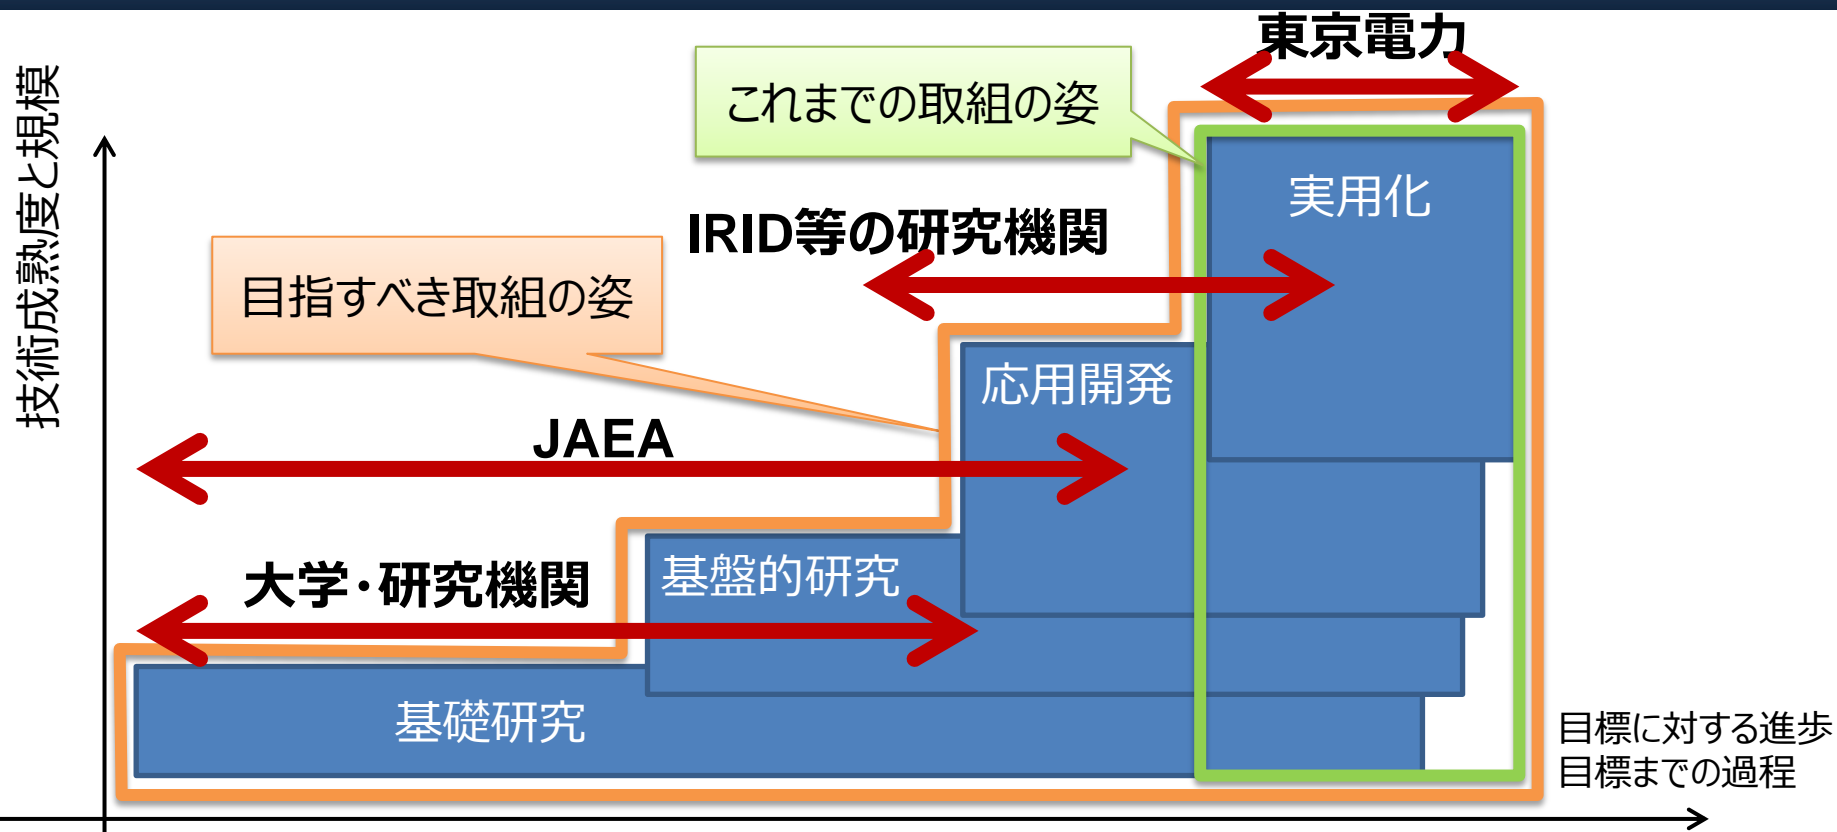 東京電力
これまでの取組の姿
技術成熟度と規模
実用化
IRID等の研究機関
目指すべき取組の姿
応用開発
JAEA
基盤的研究
大学・研究機関
基礎研究
目標に対する進歩
目標までの過程